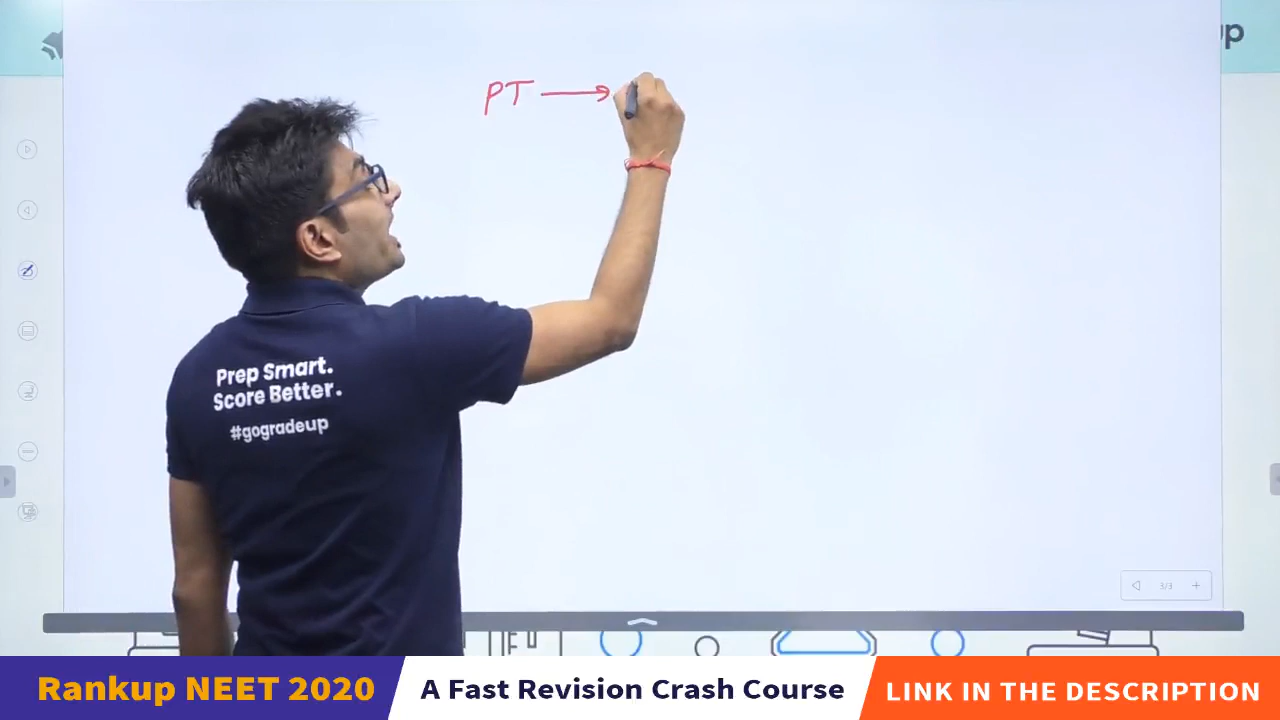 up
PT →
Prep Smart.
Score Better.
#gogradeup
3/3
Rankup NEET 2020
A Fast Revision Crash Course
LINK IN THE DESCRIPTION